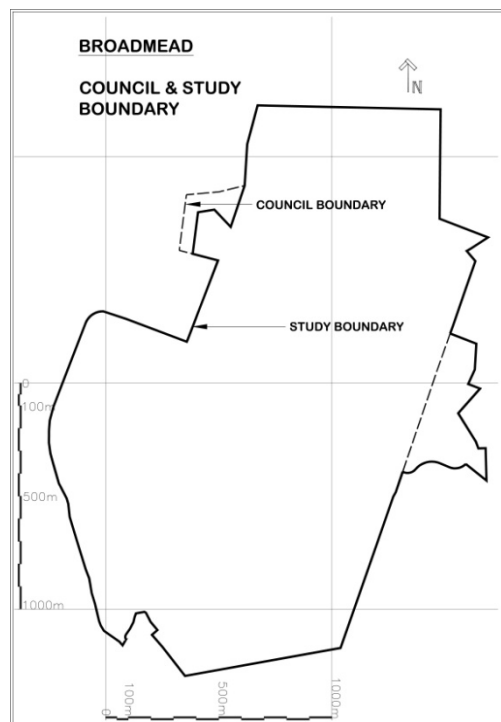 BROADMEAD
COUNCIL & STUDY
BOUNDARY
N
COUNCIL BOUNDARY
STUDY BOUNDARY
0
100m
500m
1000m
0
100m
500m
1000m